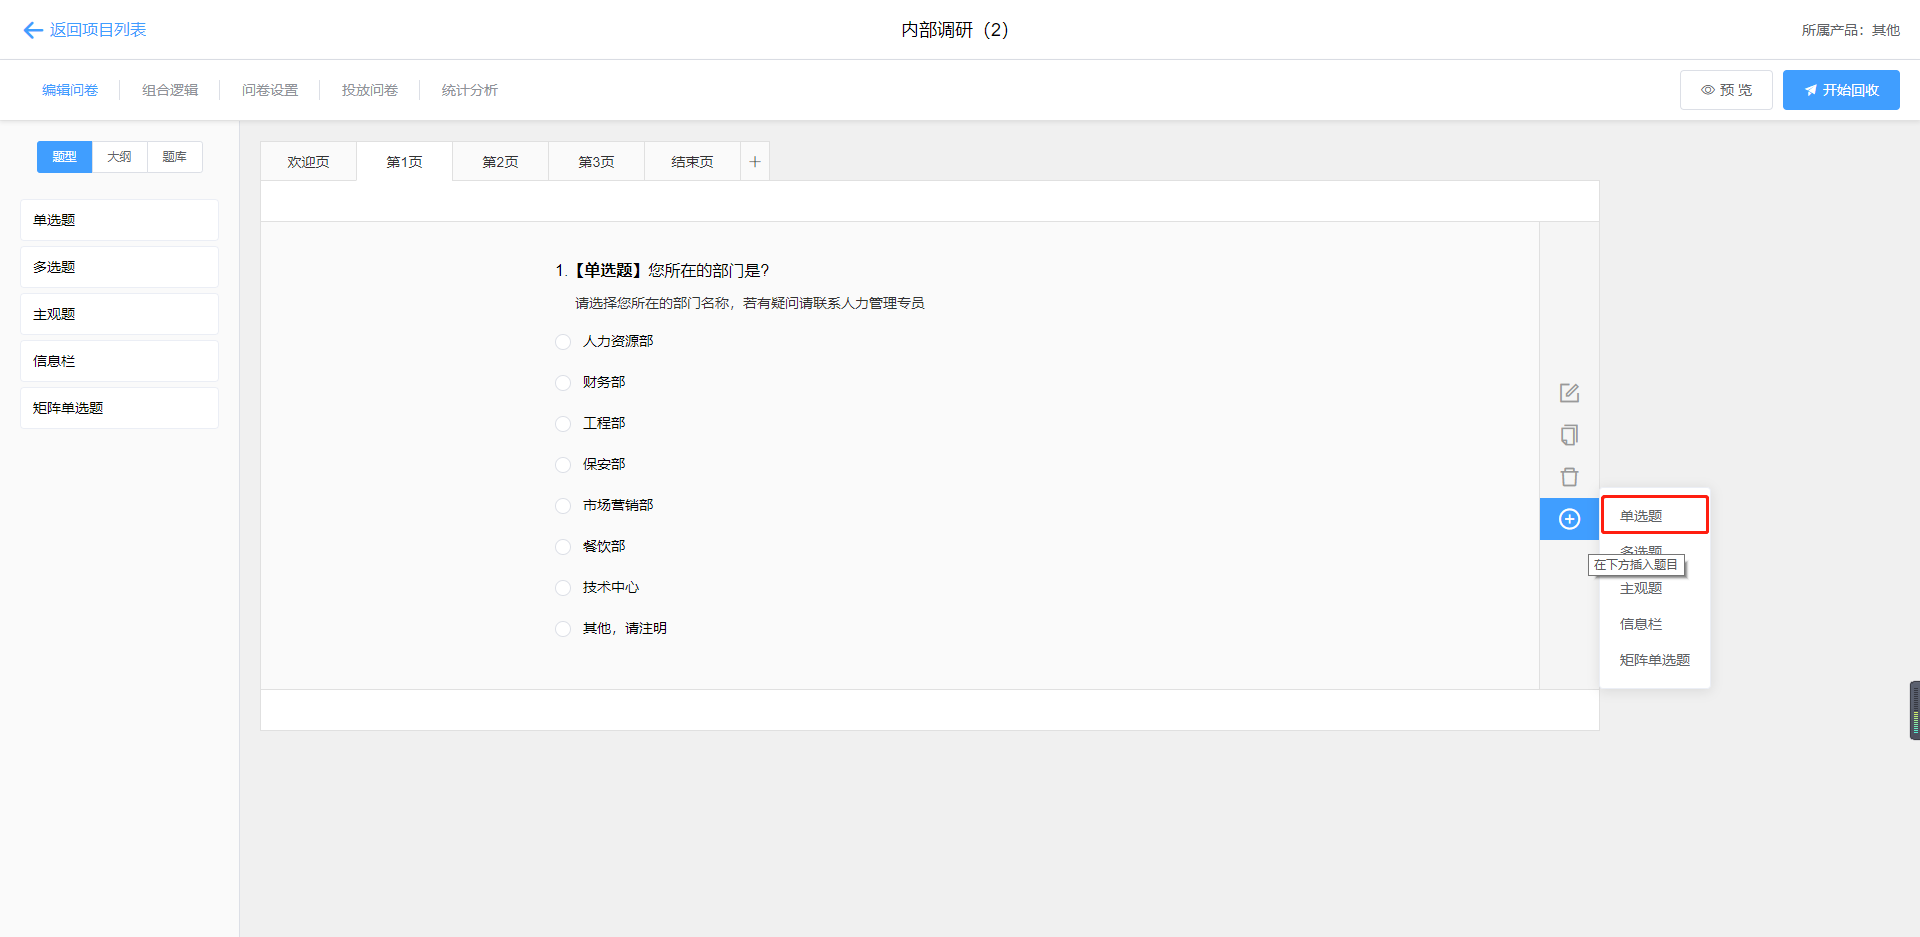 返回项目列表
内部调研（2）
所属产品：其他
编辑问卷
组合逻辑
问卷设置
投放问卷
统计分析
预 览
开始回收
题型
大纲
题库
单选题
多选题
主观题
信息栏
矩阵单选题
欢迎页
第1页
第2页
第3页
结束页
1.【单选题】您所在的部门是?
请选择您所在的部门名称，若有疑问请联系人力管理专员
人力资源部
财务部
工程部
保安部
市场营销部
餐饮部
技术中心
其他，请注明
单选题
多选题
在下方插入题目
主观题
信息栏
矩阵单选题